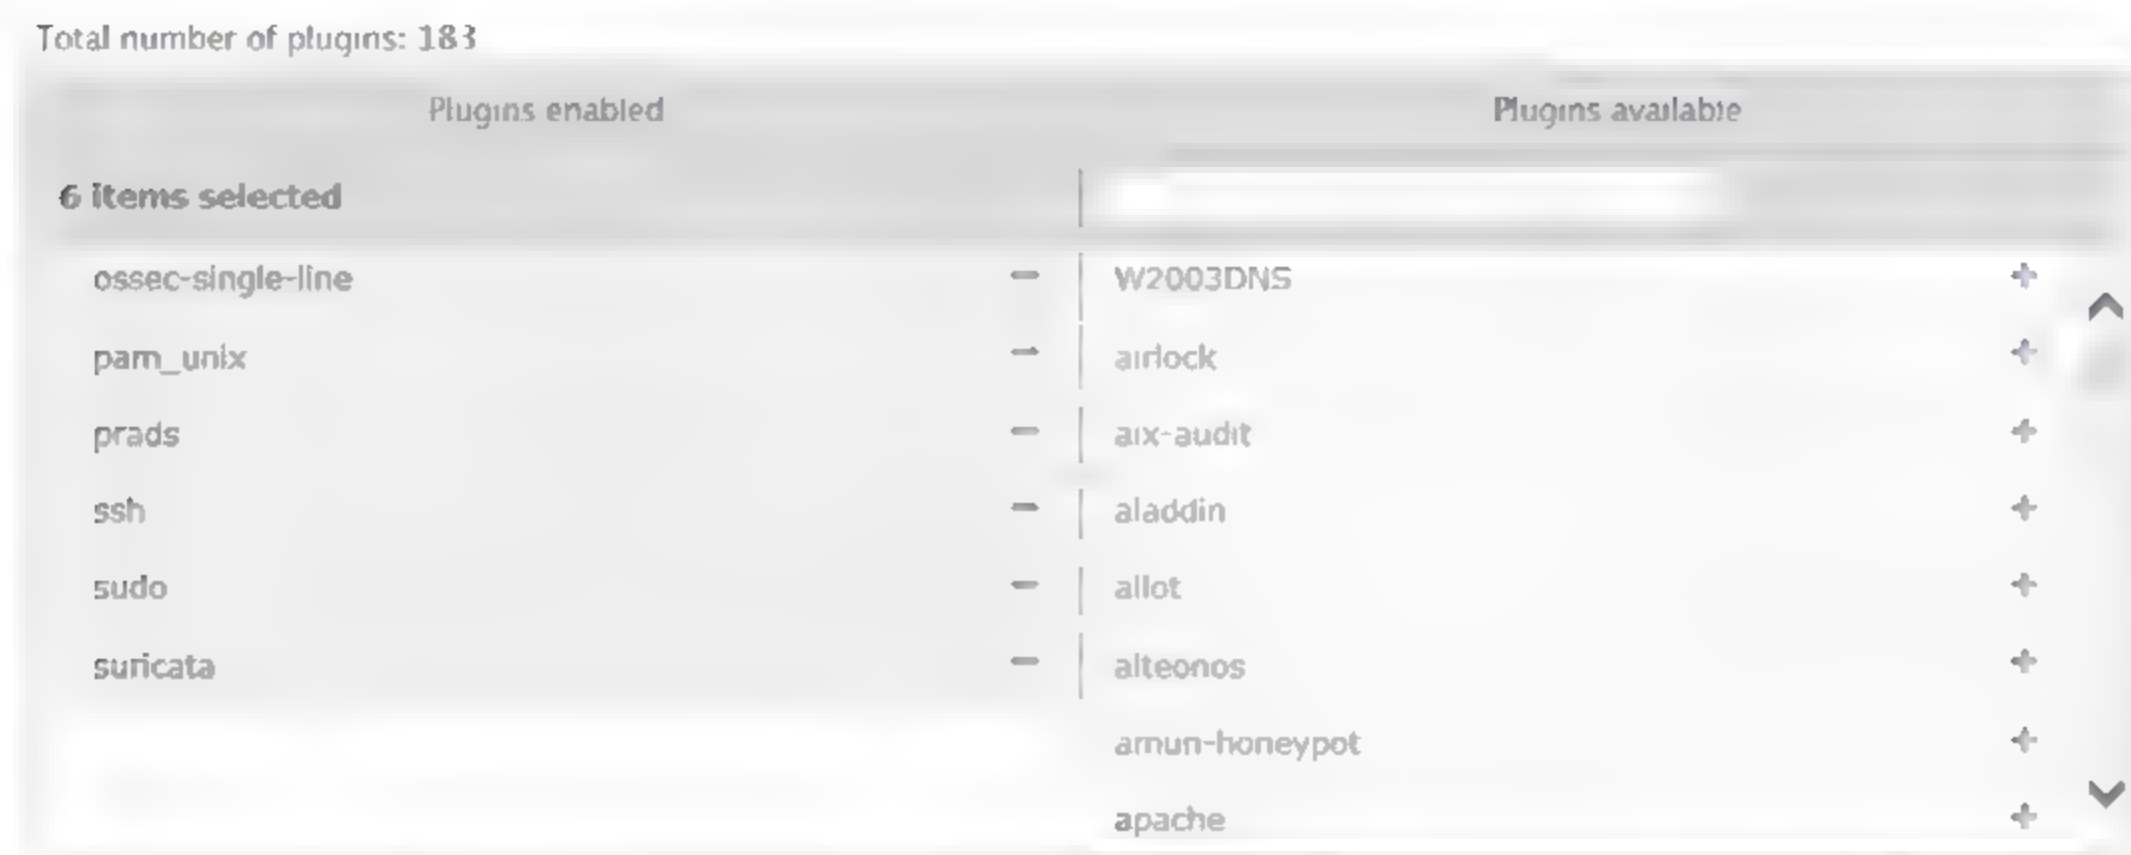 Total number of plugins: 183
Plugins enabled
Plugins available
6 items selected
ossec-single-line
W2003DNS
pam_unix
airlock
prads
aix-audit
ssh
aladdin
sudo
allot
suricata
alteonos
amun-honeypot
apache